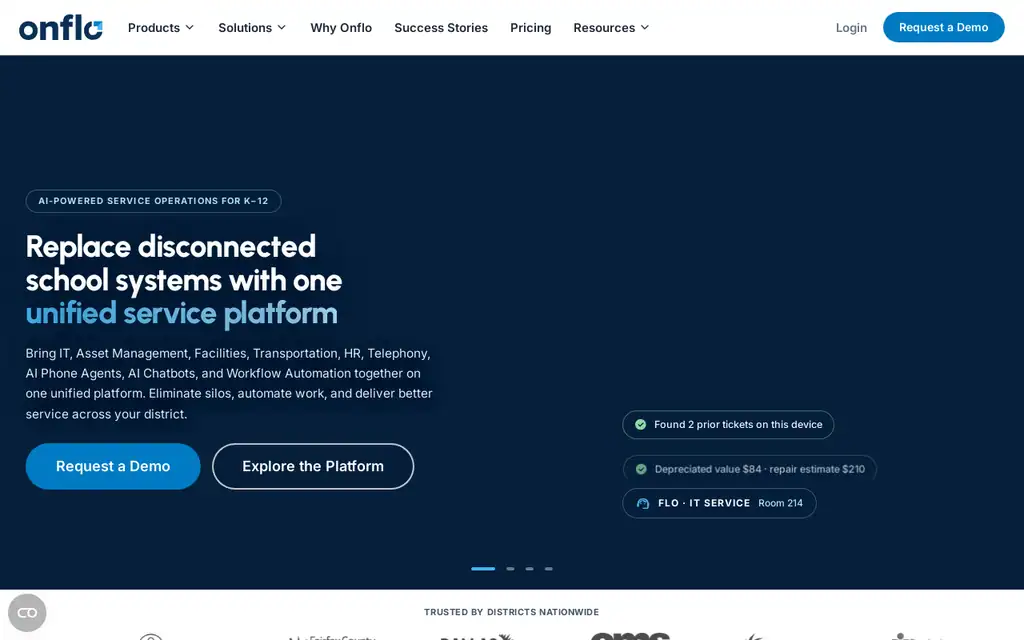 onflo
Products
Solutions
Why Onflo
Success Stories
Pricing
Resources
Login
Request a Demo
AI-POWERED SERVICE OPERATIONS FOR K–12
Replace disconnected
school systems with one
unified service platform
Bring IT, Asset Management, Facilities, Transportation, HR, Telephony,
AI Phone Agents, AI Chatbots, and Workflow Automation together on
one unified platform. Eliminate silos, automate work, and deliver better
service across your district.
Request a Demo
Explore the Platform
Found 2 prior tickets on this device
Depreciated value $84 · repair estimate $210
FLO · IT SERVICE Room 214
TRUSTED BY DISTRICTS NATIONWIDE
Fairfax County
DALLAS